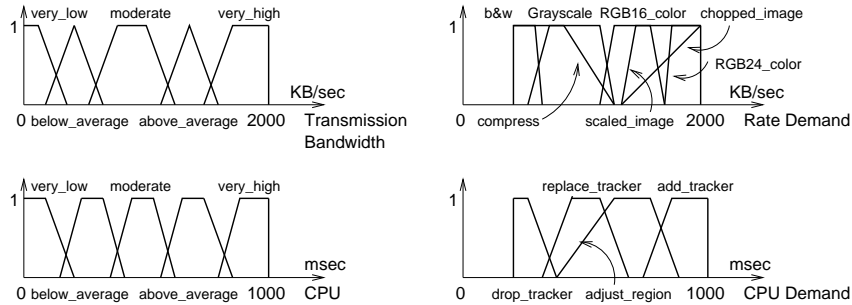 very_low moderate very_high
1
KB/sec
0 below_average above_average 2000 Transmission
Bandwidth
b&w Grayscale RGB16_color chopped_image
1
RGB24_color
KB/sec
0 compress scaled_image 2000 Rate Demand
very_low moderate very_high
1
msec
0 below_average above_average 1000 CPU
replace_tracker add_tracker
1
msec
0 drop_tracker adjust_region 1000 CPU Demand